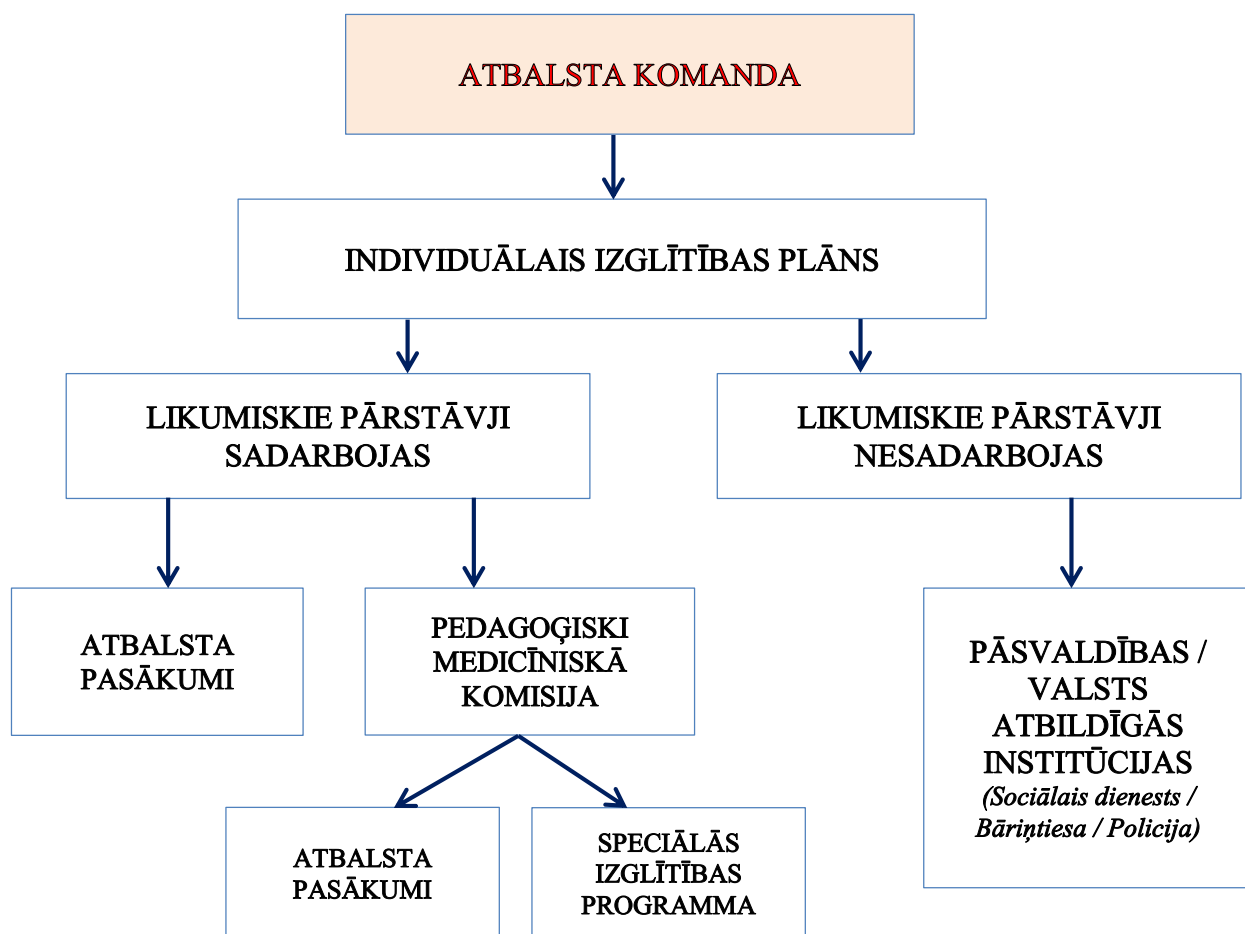 ATBALSTA KOMANDA
INDIVIDUĀLAIS IZGLĪTĪBAS PLĀNS
LIKUMISKIE PĀRSTĀVJI
SADARBOJAS
LIKUMISKIE PĀRSTĀVJI
NESADARBOJAS
ATBALSTA
PASĀKUMI
PEDAGOĢISKI
MEDICĪNISKĀ
KOMISIJA
PĀSVALDĪBAS /
VALSTS
ATBILDĪGĀS
INSTITŪCIJAS
(Sociālais dienests /
Bāriņtiesa / Policija)
ATBALSTA
PASĀKUMI
SPECIĀLĀS
IZGLĪTĪBAS
PROGRAMMA